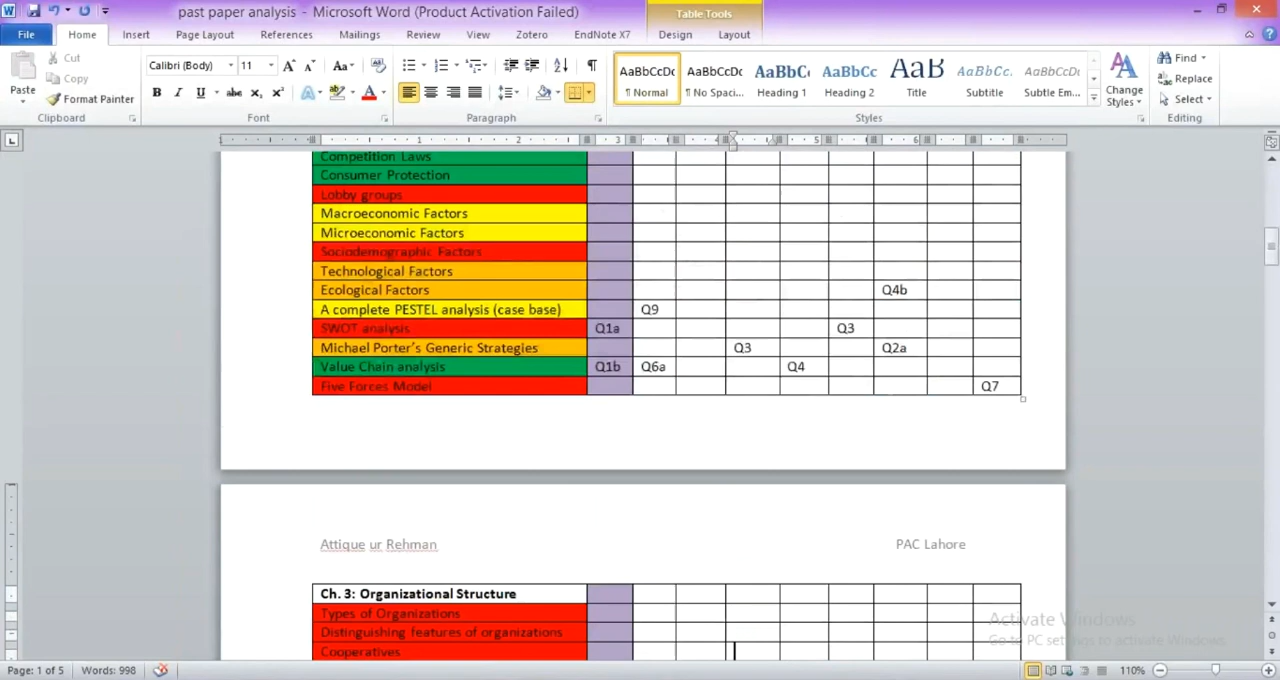 past paper analysis - Microsoft Word (Product Activation Failed)
Table Tools
File Home Insert Page Layout References Mailings Review View Zotero EndNote X7 Design Layout
Cut
Copy
Paste
Format Painter
Clipboard
Calibri (Body) 11
Font
Paragraph
AaBbCcDc AaBbCcDc AaBbC( AaBbCc AaB AaBbCc. AaBbCcDc
¶ Normal ¶ No Spaci... Heading 1 Heading 2 Title Subtitle Subtle Em...
Change Styles
Styles
Find
Replace
Select
Editing
Competition Laws
Consumer Protection
Lobby groups
Macroeconomic Factors
Microeconomic Factors
Sociodemographic Factors
Technological Factors
Ecological Factors Q4b
A complete PESTEL analysis (case base) Q9
SWOT analysis Q1a Q3
Michael Porter's Generic Strategies Q3 Q2a
Value Chain analysis Q1b Q6a Q4
Five Forces Model Q7
Attique ur Rehman PAC Lahore
Ch. 3: Organizational Structure
Types of Organizations
Distinguishing features of organizations
Cooperatives
Activate Windows
Go to PC settings to activate Windows.
Page: 1 of 5 Words: 998 110%